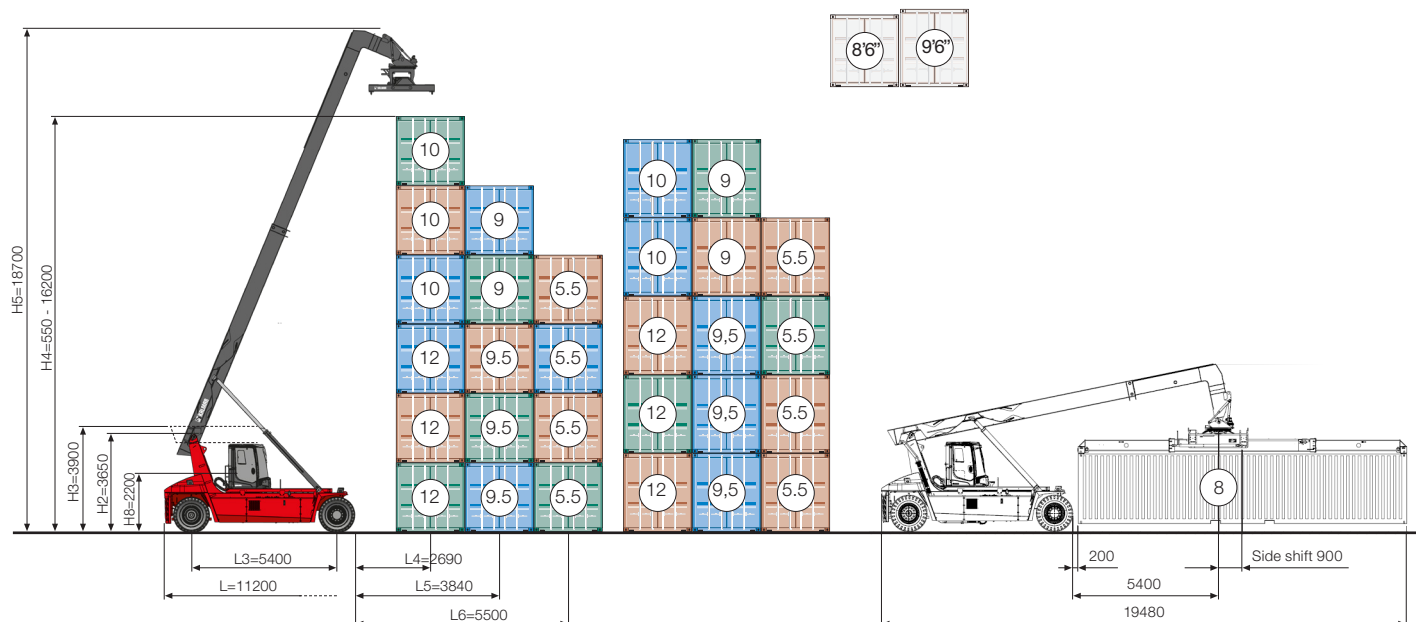 8'6"
9'6"
H5=18700
H4=550 - 16200
H3=3900
H2=3650
H8=2200
10
10 9
10 9 5.5
12 9.5 5.5
12 9.5 5.5
12 9.5 5.5
10 9
10 9 5.5
12 9,5 5.5
12 9,5 5.5
12 9,5 5.5
8
L3=5400
L=11200
L4=2690
L5=3840
L6=5500
200
Side shift 900
5400
19480